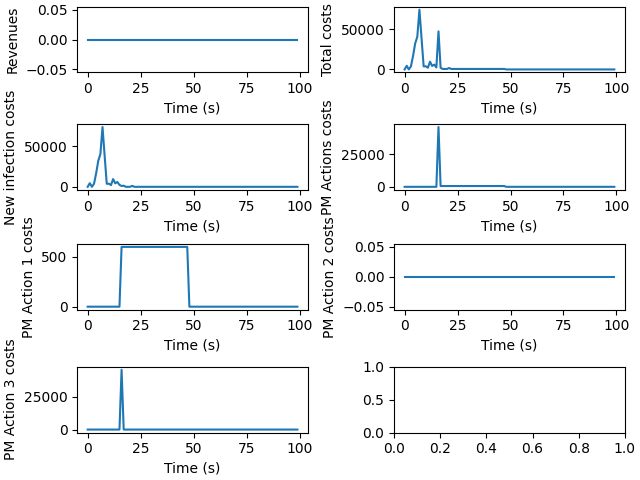 Revenues
0.05
0.00
−0.05
0 25 50 75 100
Time (s)
Total costs
50000
0
0 25 50 75 100
Time (s)
New infection costs
50000
0
0 25 50 75 100
Time (s)
PM Actions costs
25000
0
0 25 50 75 100
Time (s)
PM Action 1 costs
500
0
0 25 50 75 100
Time (s)
PM Action 2 costs
0.05
0.00
−0.05
0 25 50 75 100
Time (s)
PM Action 3 costs
25000
0
0 25 50 75 100
Time (s)
1.0
0.5
0.0
0.0 0.2 0.4 0.6 0.8 1.0